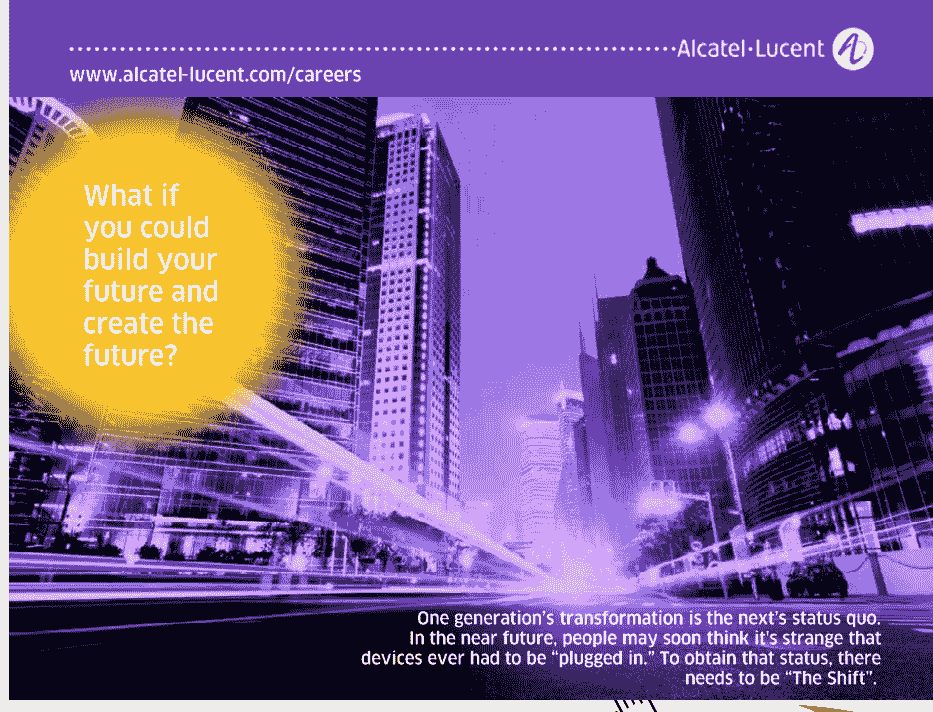 Alcatel·Lucent
www.alcatel-lucent.com/careers
What if
you could
build your
future and
create the
future?
One generation's transformation is the next's status quo.
In the near future, people may soon think it's strange that
devices ever had to be “plugged in.” To obtain that status, there
needs to be “The Shift”.